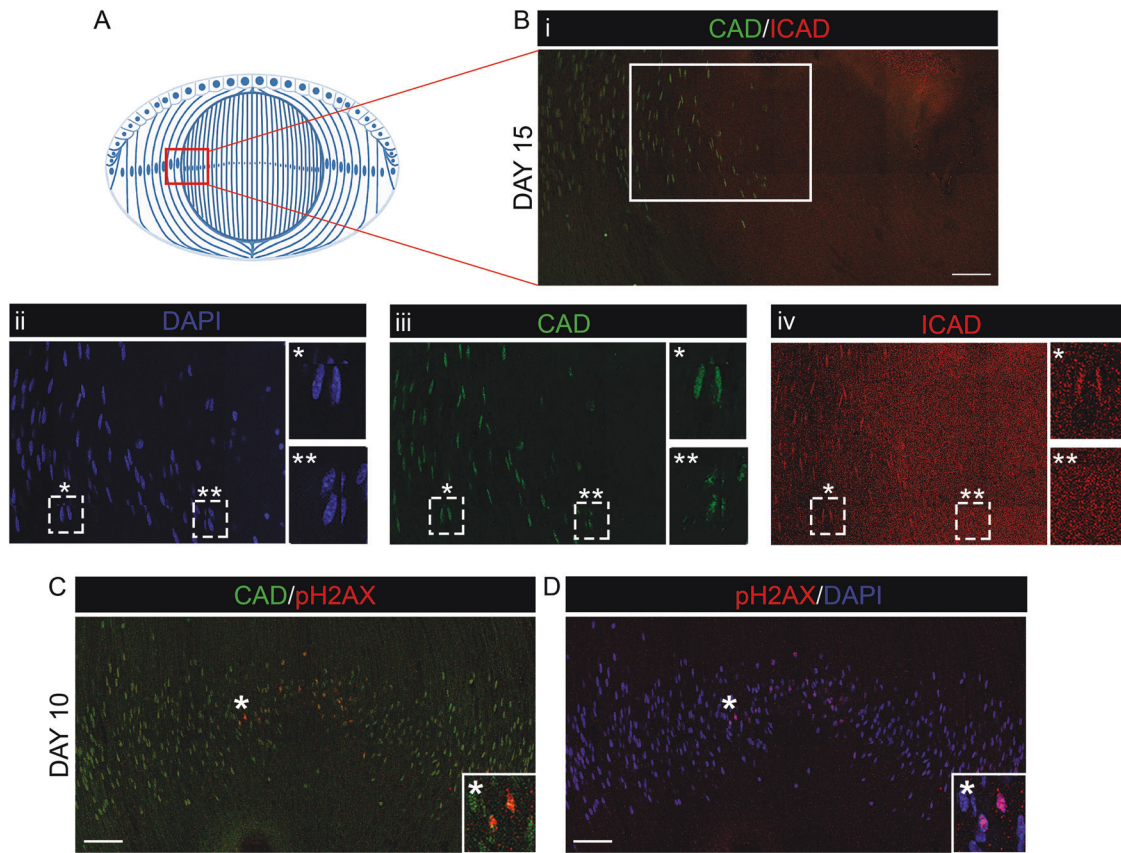 A
B
i
CAD/ICAD
DAY 15
ii
DAPI
*
**
*
**
iii
CAD
*
**
*
**
iv
ICAD
*
**
*
**
C
CAD/pH2AX
D
pH2AX/DAPI
DAY 10
*
*
*
*